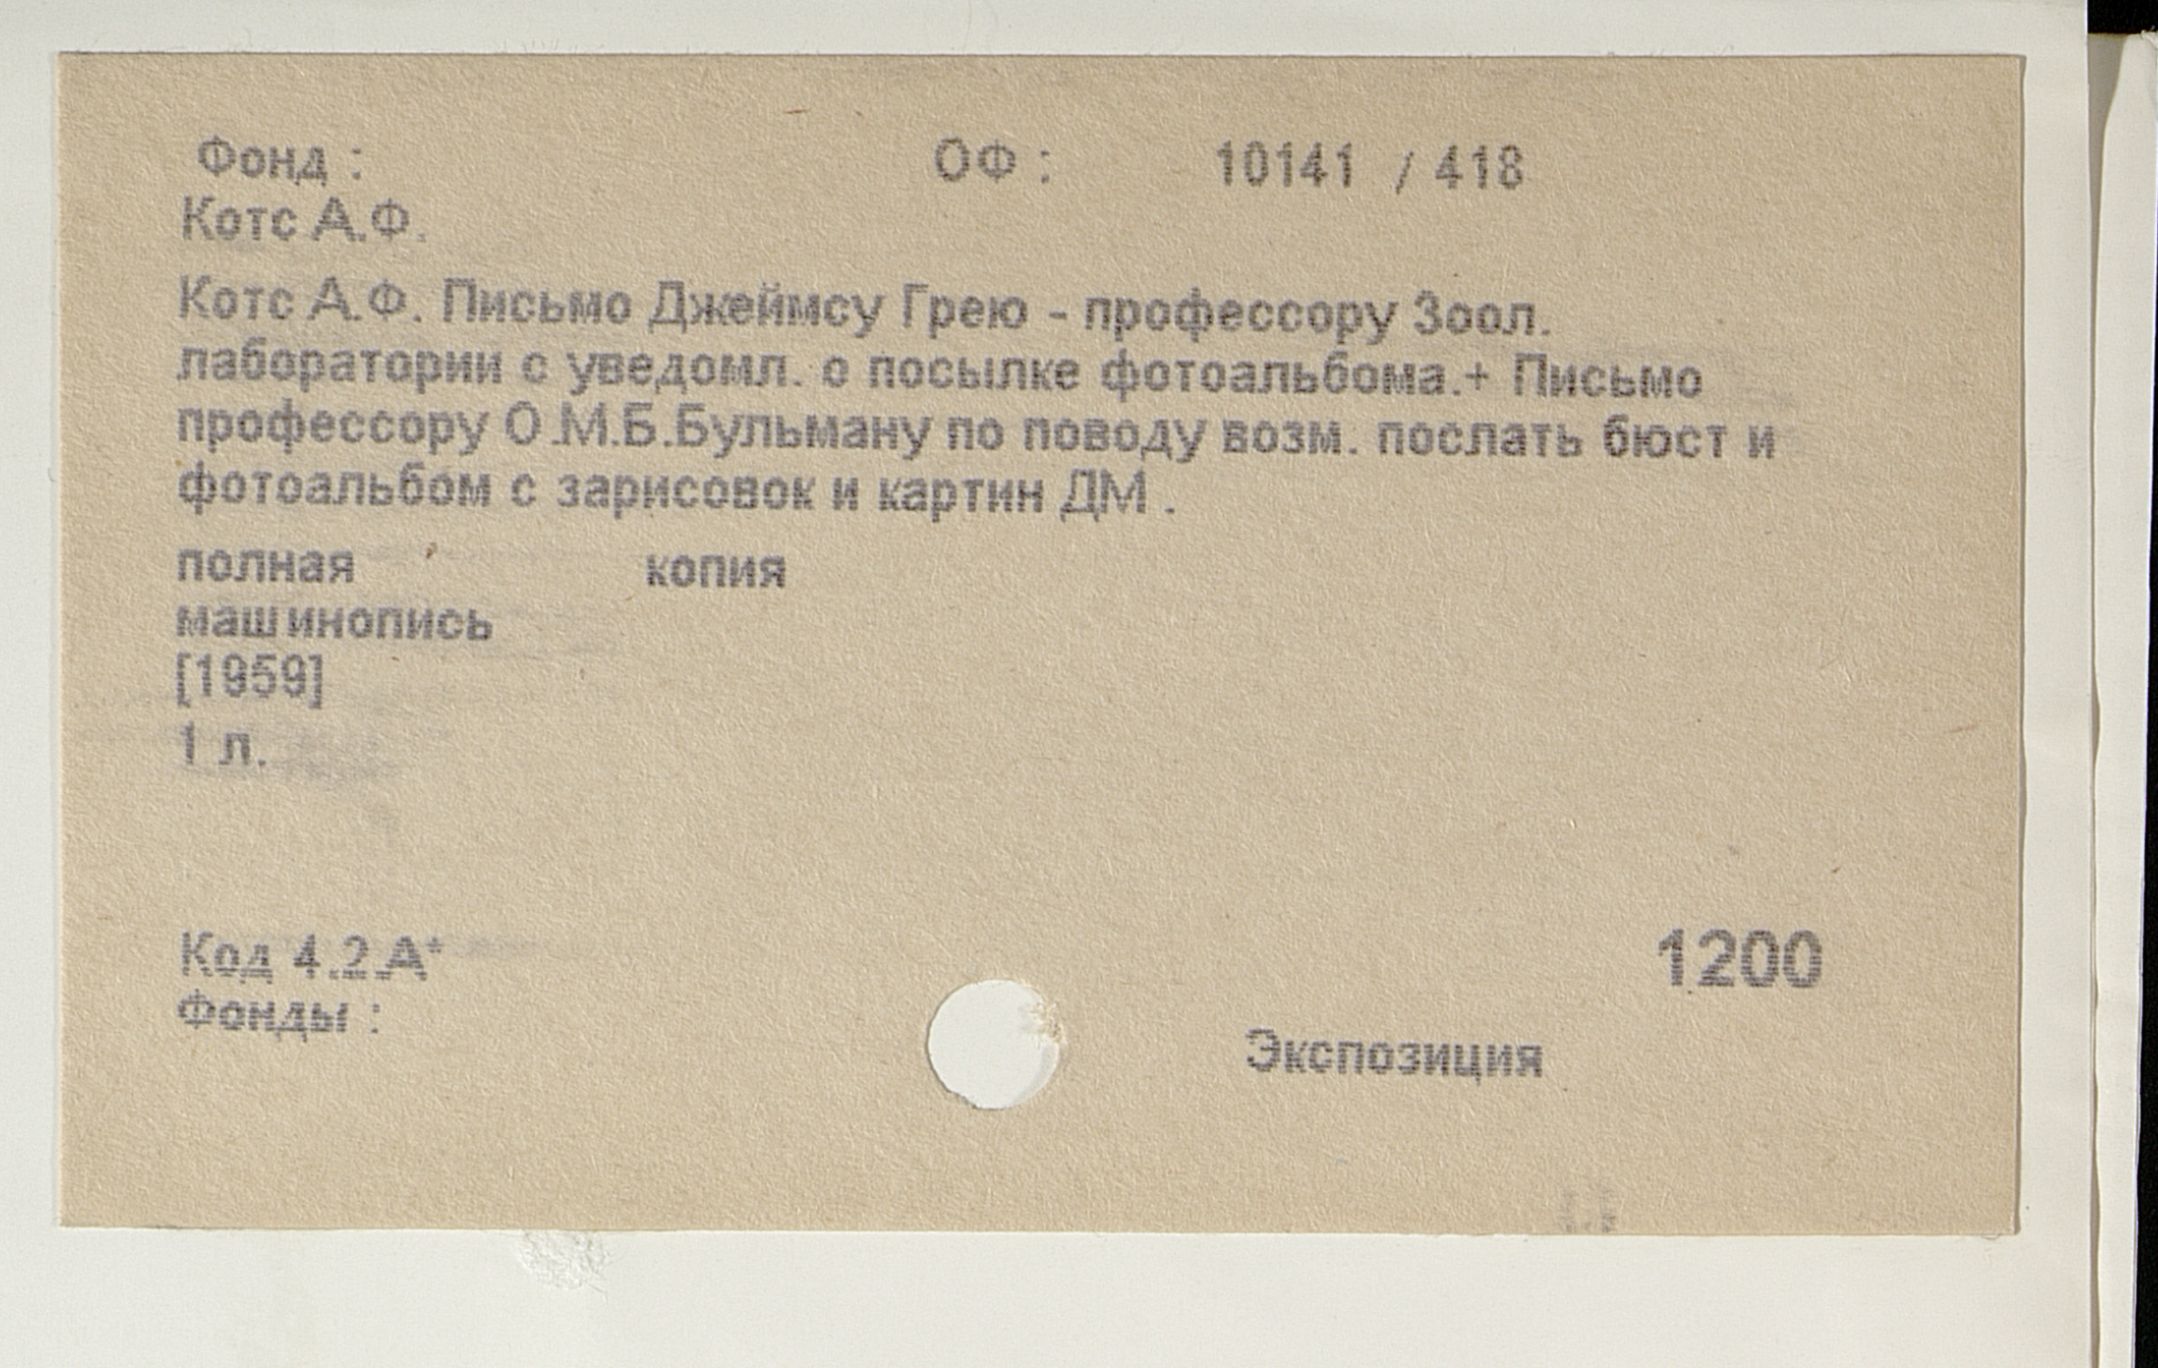 Фонд : ОФ : 10141 / 418
Котс А.Ф.
Котс А.Ф. Письмо Джеймсу Грею - профессору Зоол.
лаборатории с уведомл. о посылке фотоальбома.+ Письмо
профессору О.М.Б.Бульману по поводу возм. послать бюст и
фотоальбом с зарисовок и картин ДМ .
полная копия
машинопись
[1959]
1 л.
Код 4.2.А* 1200
Фонды :
Экспозиция